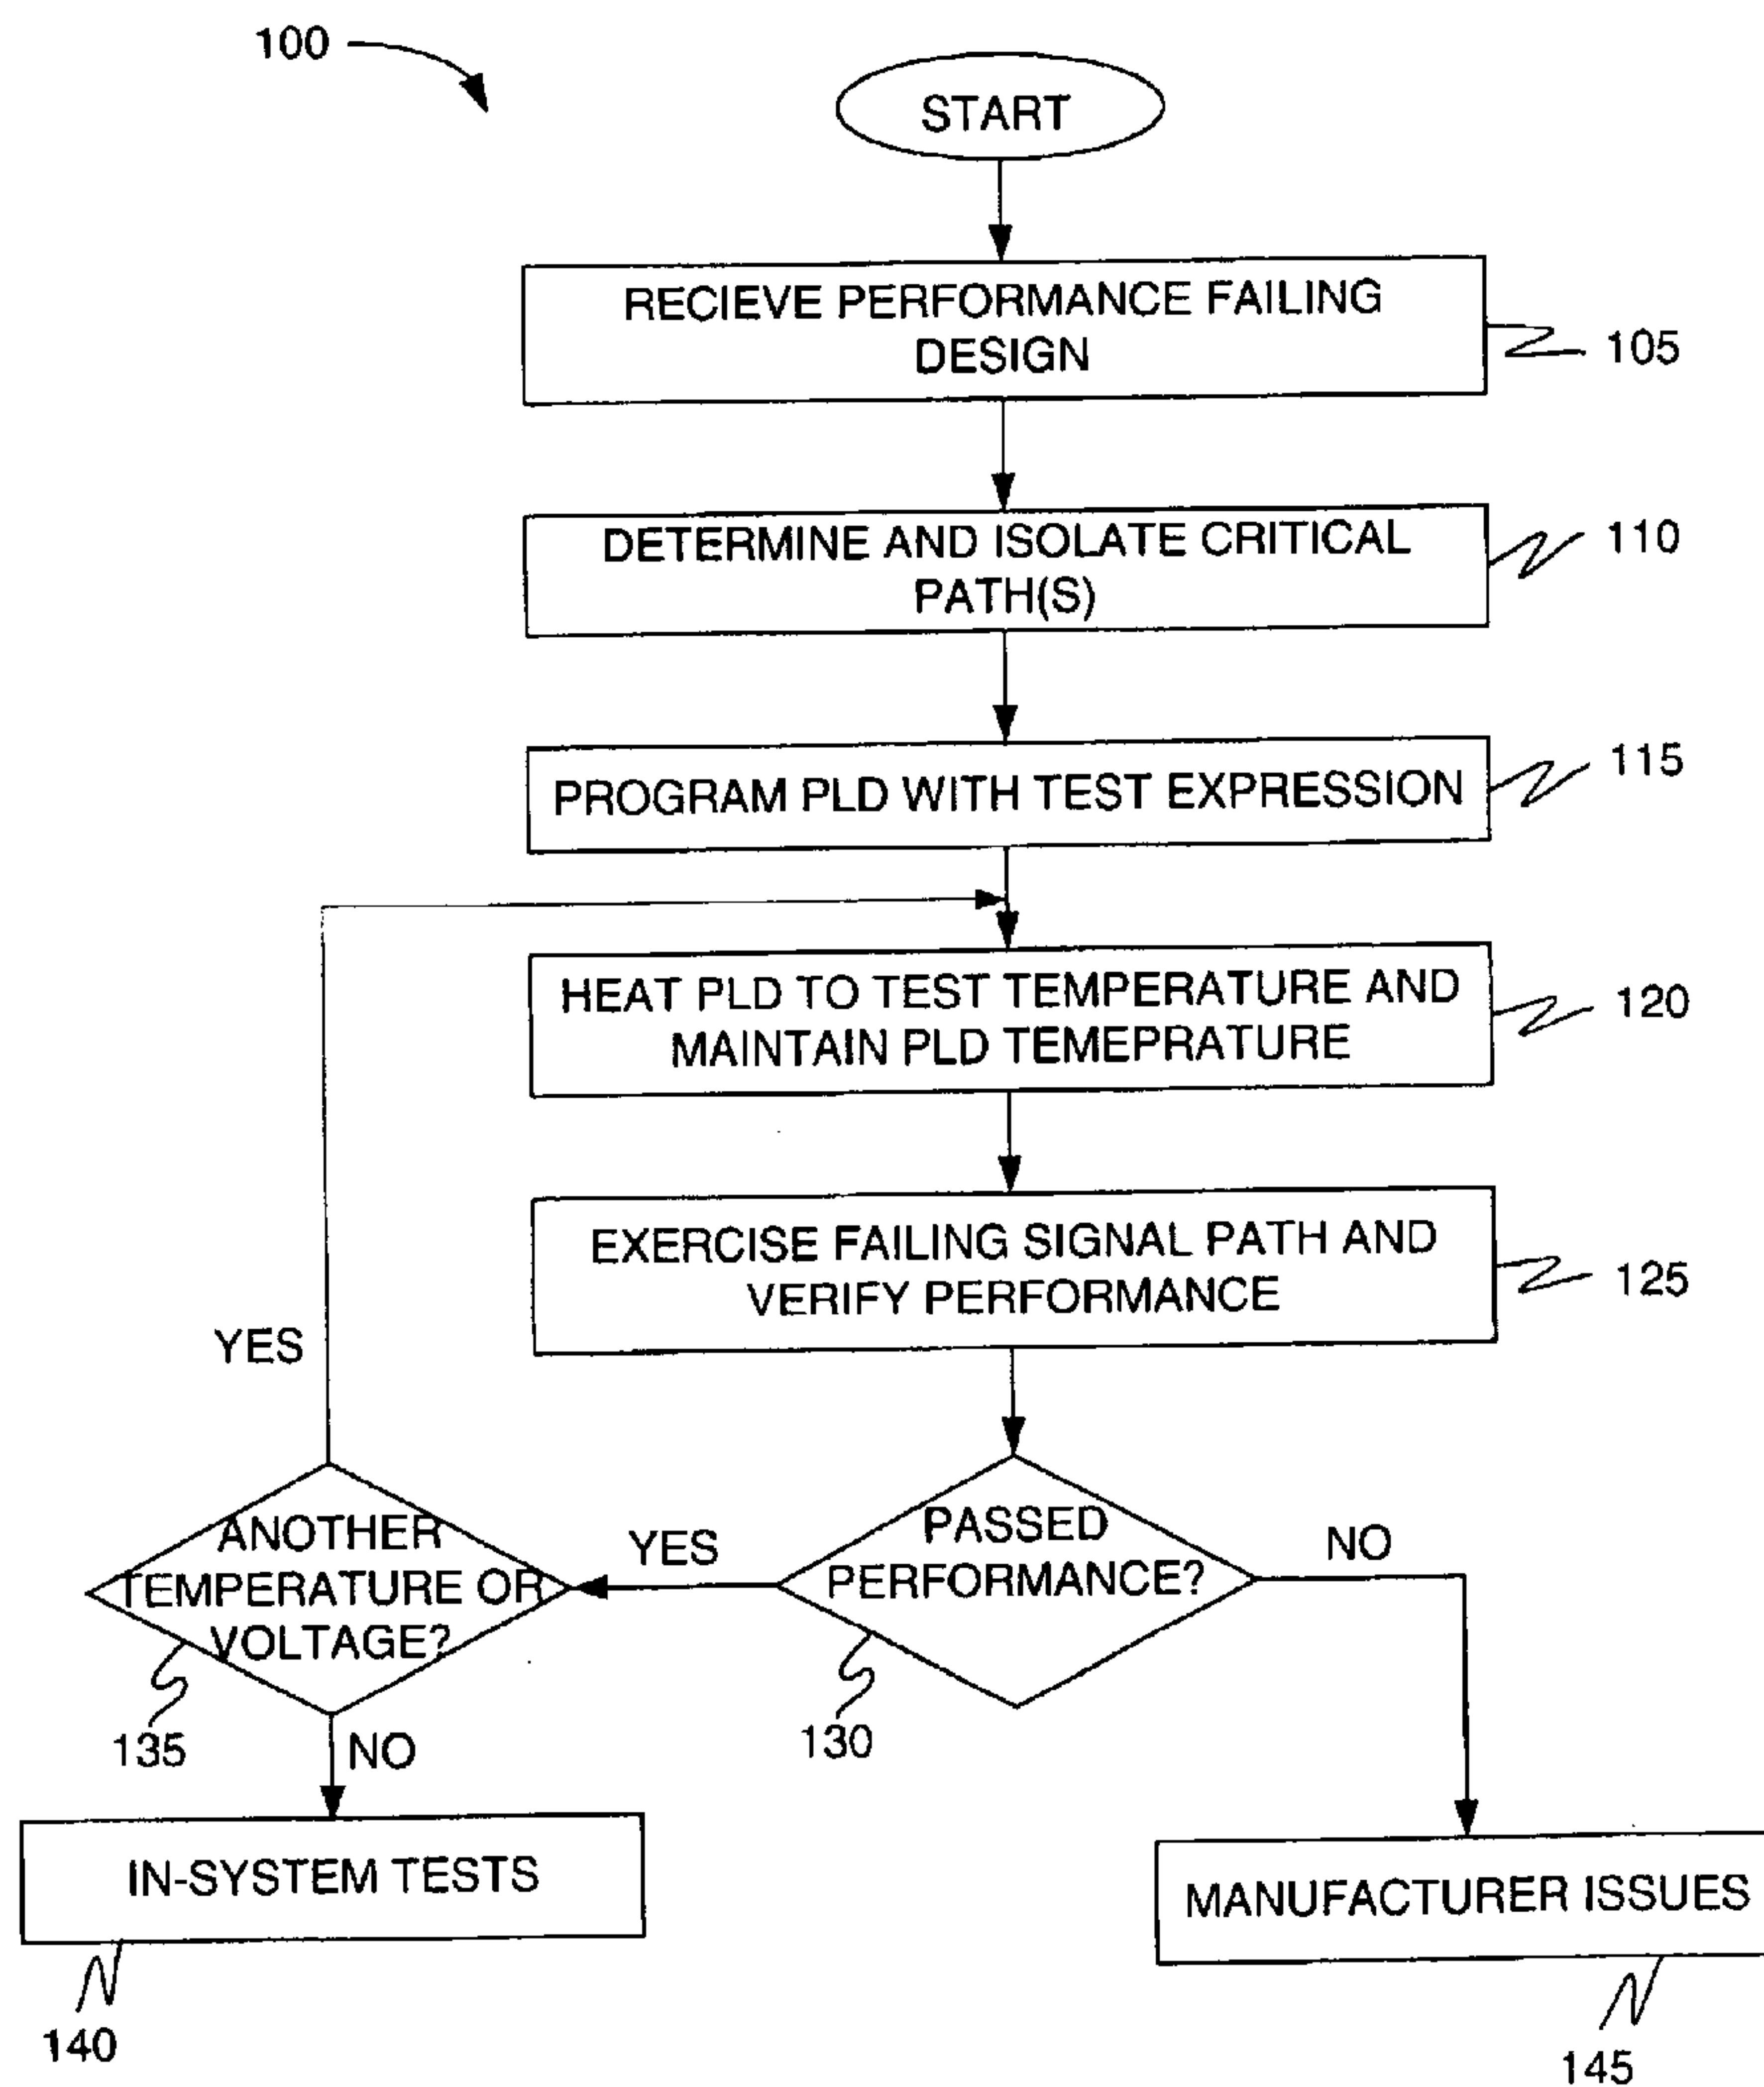 100
START
RECIEVE PERFORMANCE FAILING
DESIGN
105
DETERMINE AND ISOLATE CRITICAL
PATH(S)
110
PROGRAM PLD WITH TEST EXPRESSION
115
HEAT PLD TO TEST TEMPERATURE AND
MAINTAIN PLD TEMEPRATURE
120
EXERCISE FAILING SIGNAL PATH AND
VERIFY PERFORMANCE
125
YES
ANOTHER
TEMPERATURE OR
VOLTAGE?
135
YES
PASSED
PERFORMANCE?
130
NO
NO
IN-SYSTEM TESTS
140
MANUFACTURER ISSUES
145